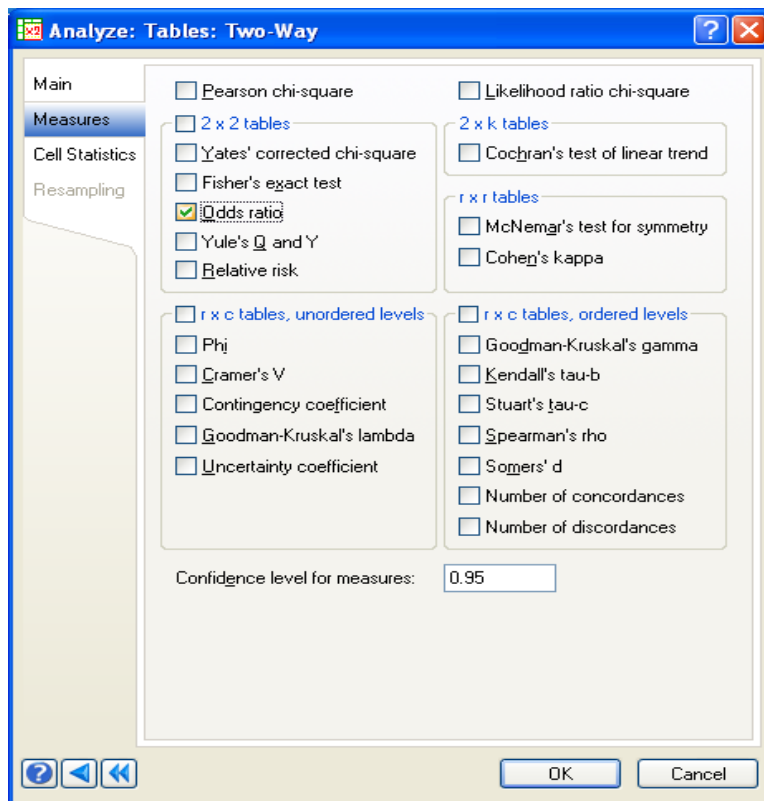 x2 Analyze: Tables: Two-Way ?
Main
Measures
Cell Statistics
Resampling
Pearson chi-square
Likelihood ratio chi-square
2 x 2 tables
Yates' corrected chi-square
Fisher's exact test
Odds ratio
Yule's Q and Y
Relative risk
2 x k tables
Cochran's test of linear trend
r x r tables
McNemar's test for symmetry
Cohen's kappa
r x c tables, unordered levels
Phi
Cramer's V
Contingency coefficient
Goodman-Kruskal's lambda
Uncertainty coefficient
r x c tables, ordered levels
Goodman-Kruskal's gamma
Kendall's tau-b
Stuart's tau-c
Spearman's rho
Somers' d
Number of concordances
Number of discordances
Confidence level for measures: 0.95
? OK Cancel